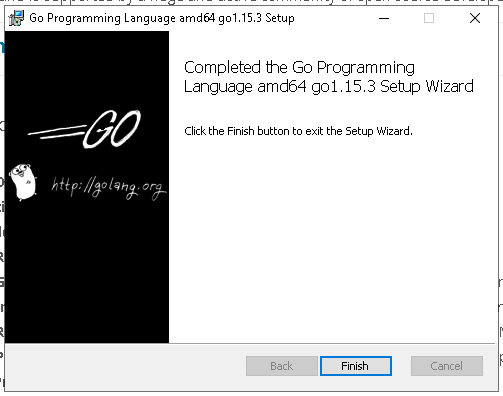 Go Programming Language amd64 go1.15.3 Setup
Completed the Go Programming
Language amd64 go1.15.3 Setup Wizard
Click the Finish button to exit the Setup Wizard.
GO
http://golang.org
Back
Finish
Cancel